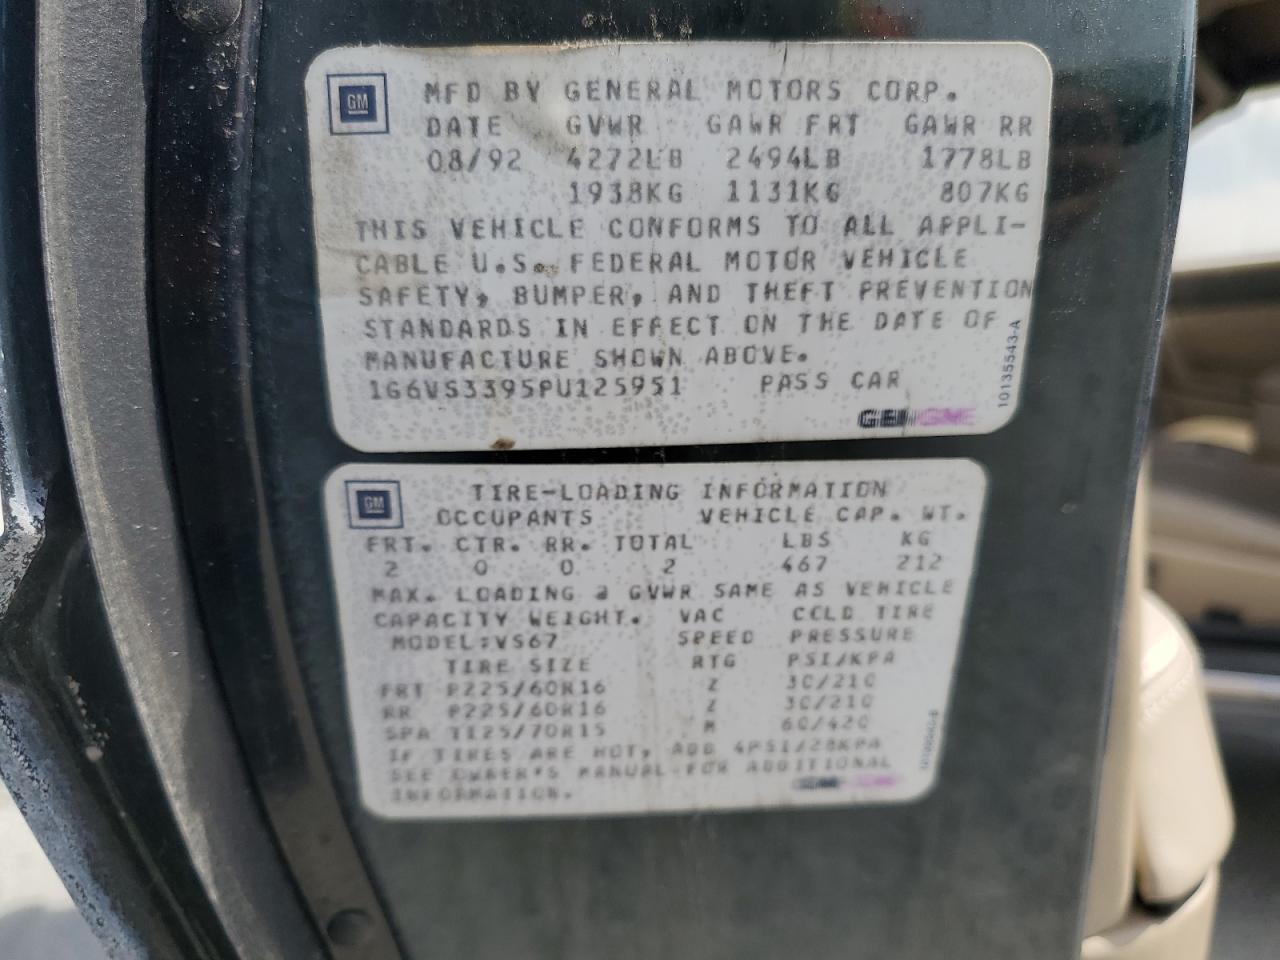 GM
MFD BY GENERAL MOTORS CORP.
DATE GVWR GAWR FRT GAWR RR
08/92 4272LB 2494LB 1778LB
1938KG 1131KG 807KG
THIS VEHICLE CONFORMS TO ALL APPLI-
CABLE U.S. FEDERAL MOTOR VEHICLE
SAFETY, BUMPER, AND THEFT PREVENTION
STANDARDS IN EFFECT ON THE DATE OF
MANUFACTURE SHOWN ABOVE.
1G6VS3395PU125951 PASS CAR
10135543-A
GM
TIRE-LOADING INFORMATION
OCCUPANTS VEHICLE CAP. WT.
FRT. CTR. RR. TOTAL LBS KG
2 0 0 2 467 212
MAX. LOADING @ GVWR SAME AS VEHICLE
CAPACITY WEIGHT. VAC COLD TIRE
MODEL:VS67 SPEED PRESSURE
TIRE SIZE RTG PSI/KPA
FRT P225/60R16 Z 30/210
RR P225/60R16 Z 30/210
SPA T125/70R15 M 60/420
IF TIRES ARE HOT, ADD 4PSI/28KPA
SEE OWNER'S MANUAL FOR ADDITIONAL
INFORMATION.